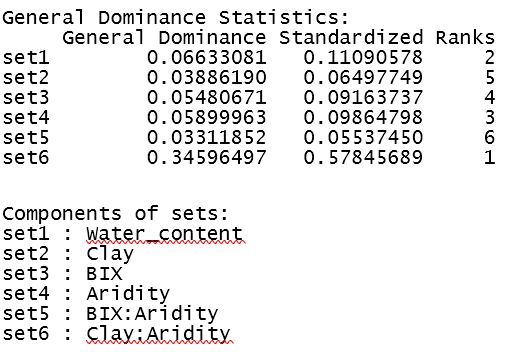 General Dominance Statistics:
General Dominance Standardized Ranks
set1 0.06633081 0.11090578 2
set2 0.03886190 0.06497749 5
set3 0.05480671 0.09163737 4
set4 0.05899963 0.09864798 3
set5 0.03311852 0.05537450 6
set6 0.34596497 0.57845689 1
Components of sets:
set1 : Water_content
set2 : Clay
set3 : BIX
set4 : Aridity
set5 : BIX:Aridity
set6 : Clay:Aridity